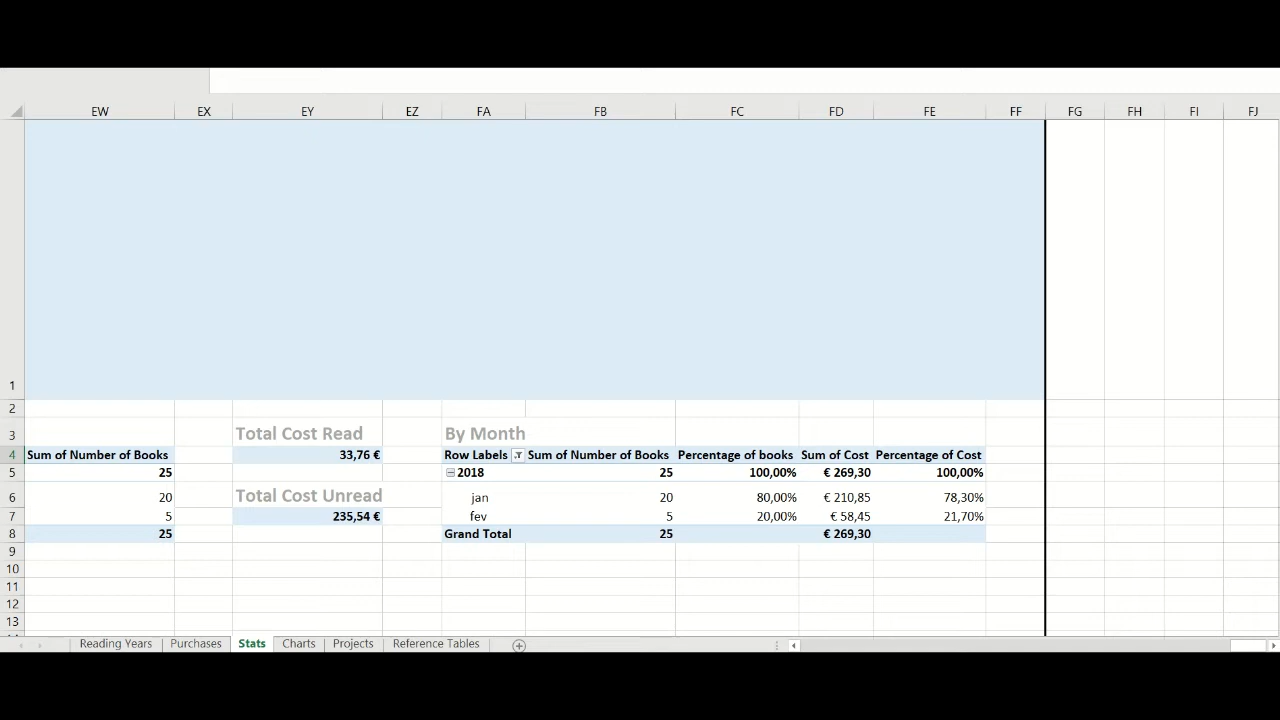 EW EX EY EZ FA FB FC FD FE FF FG FH FI FJ
1
2
3 Total Cost Read By Month
4 Sum of Number of Books 33,76 € Row Labels Sum of Number of Books Percentage of books Sum of Cost Percentage of Cost
5 25 2018 25 100,00% € 269,30 100,00%
6 20 Total Cost Unread jan 20 80,00% € 210,85 78,30%
7 5 235,54 € fev 5 20,00% € 58,45 21,70%
8 25 Grand Total 25 € 269,30
9
10
11
12
13
Reading Years Purchases Stats Charts Projects Reference Tables